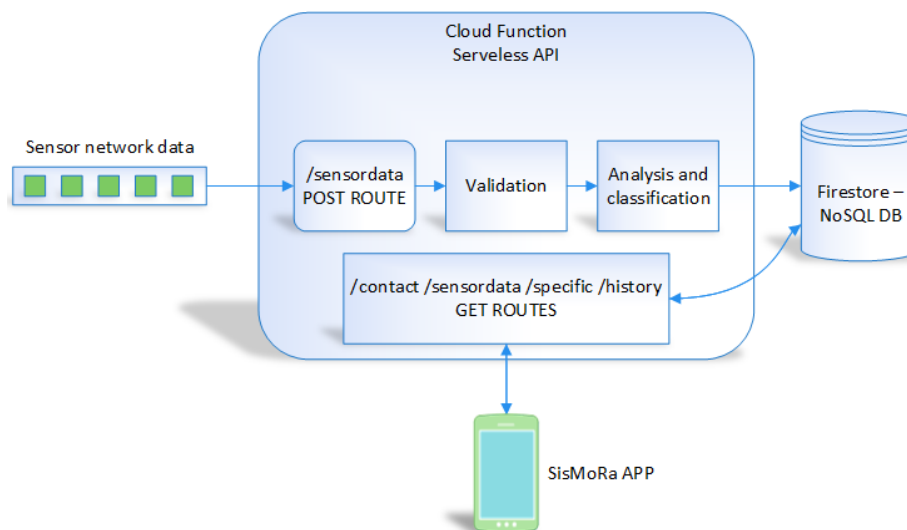 Cloud Function
Serveless API
Sensor network data
/sensordata
POST ROUTE
Validation
Analysis and
classification
Firestore –
NoSQL DB
/contact /sensordata /specific /history
GET ROUTES
SisMoRa APP